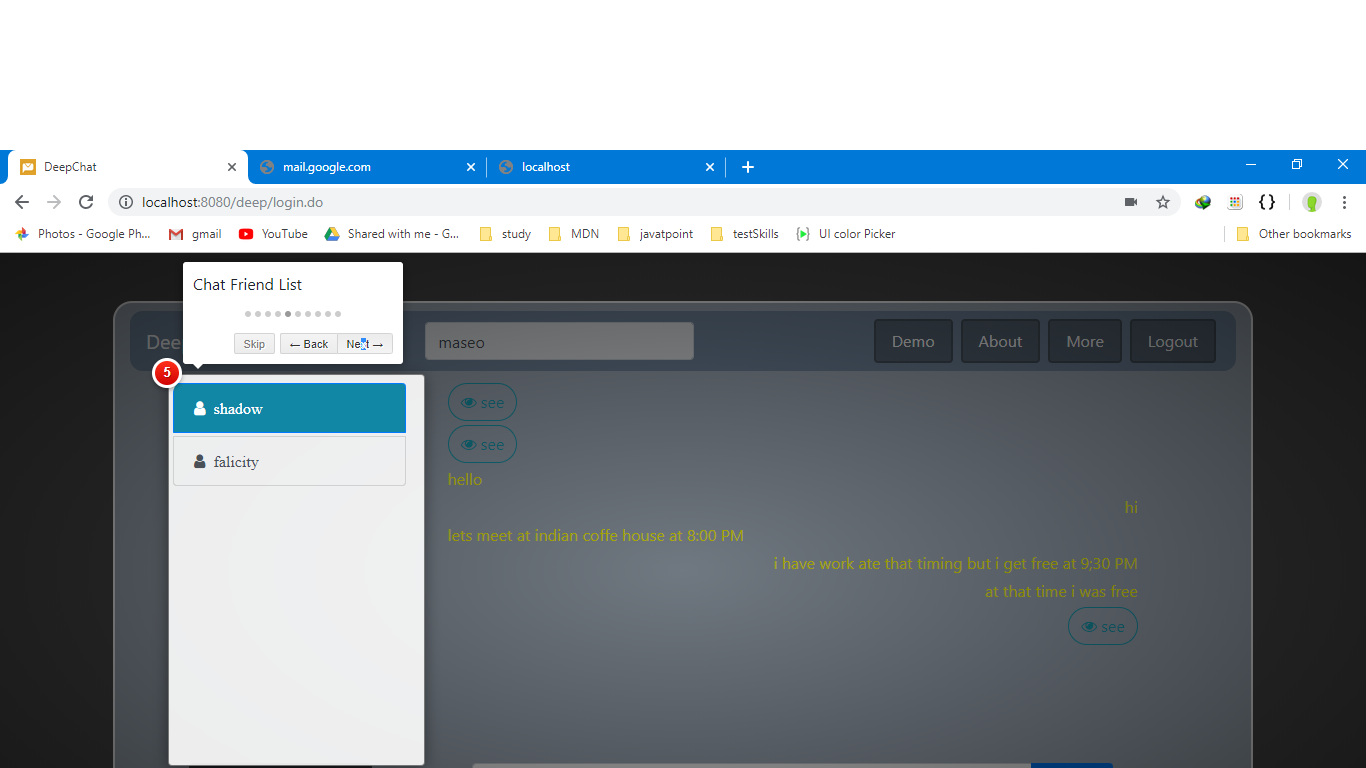 DeepChat
mail.google.com
localhost
localhost:8080/deep/login.do
Photos - Google Ph...
gmail
YouTube
Shared with me - G...
study
MDN
javatpoint
testSkills
UI color Picker
Other bookmarks
Chat Friend List
Skip
← Back
Next →
Dee
maseo
Demo
About
More
Logout
5
shadow
falicity
see
see
hello
hi
lets meet at indian coffe house at 8:00 PM
i have work ate that timing but i get free at 9;30 PM
at that time i was free
see